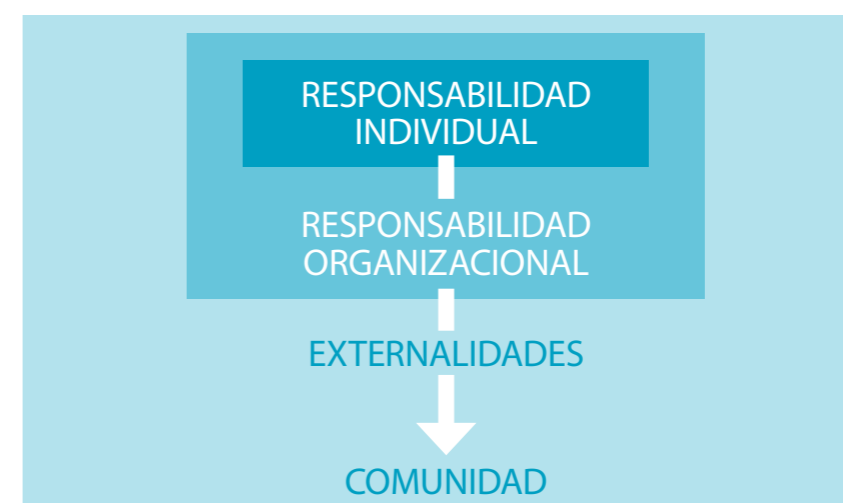 RESPONSABILIDAD
INDIVIDUAL
RESPONSABILIDAD
ORGANIZACIONAL
EXTERNALIDADES
COMUNIDAD